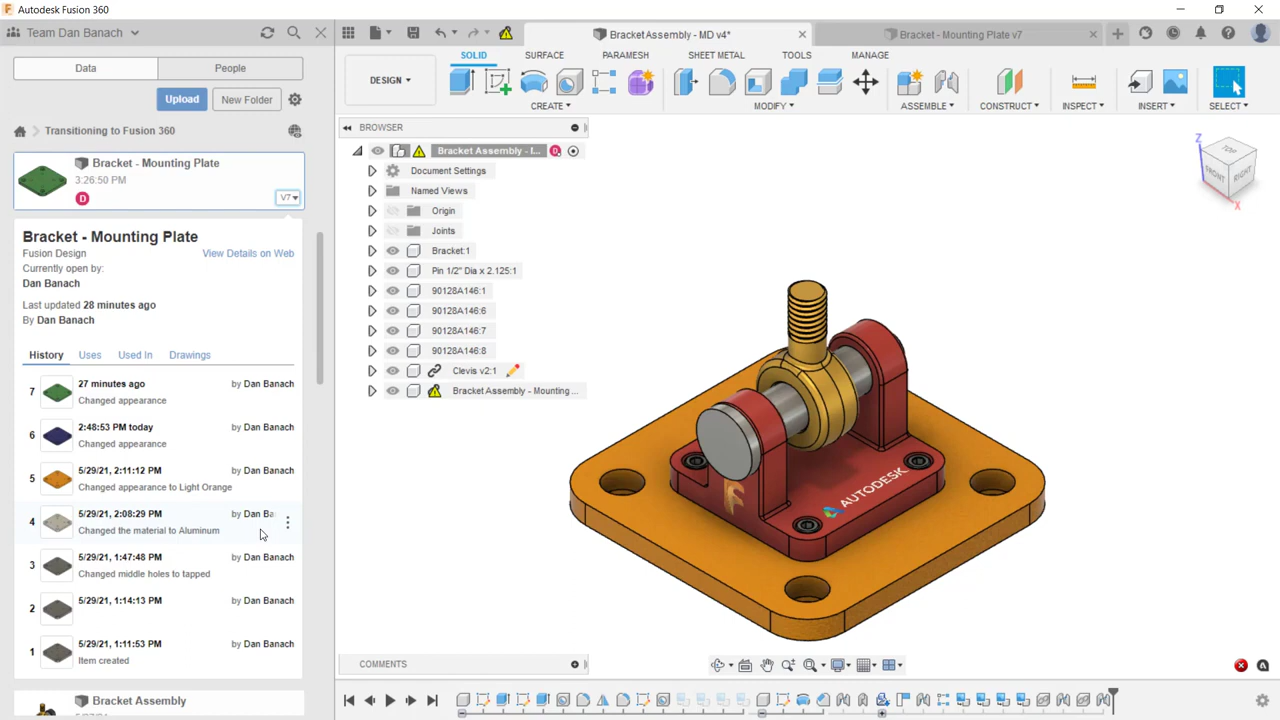 Autodesk Fusion 360
Team Dan Banach
Data People
Upload New Folder
Transitioning to Fusion 360
Bracket - Mounting Plate
3:26:50 PM
D
V7
Bracket - Mounting Plate
Fusion Design View Details on Web
Currently open by:
Dan Banach
Last updated 28 minutes ago
By Dan Banach
History Uses Used In Drawings
7 27 minutes ago by Dan Banach
Changed appearance
6 2:48:53 PM today by Dan Banach
Changed appearance
5 5/29/21, 2:11:12 PM by Dan Banach
Changed appearance to Light Orange
4 5/29/21, 2:08:29 PM by Dan Ba
Changed the material to Aluminum
3 5/29/21, 1:47:48 PM by Dan Banach
Changed middle holes to tapped
2 5/29/21, 1:14:13 PM by Dan Banach
1 5/29/21, 1:11:53 PM by Dan Banach
Item created
Bracket Assembly
Bracket Assembly - MD v4*
Bracket - Mounting Plate v7
SOLID SURFACE PARAMESH SHEET METAL TOOLS MANAGE
DESIGN
CREATE MODIFY ASSEMBLE CONSTRUCT INSPECT INSERT SELECT
BROWSER
Bracket Assembly - I... D
Document Settings
Named Views
Origin
Joints
Bracket:1
Pin 1/2" Dia x 2.125:1
90128A146:1
90128A146:6
90128A146:7
90128A146:8
Clevis v2:1
Bracket Assembly - Mounting ...
TOP
FRONT RIGHT
Z
X
AUTODESK
COMMENTS